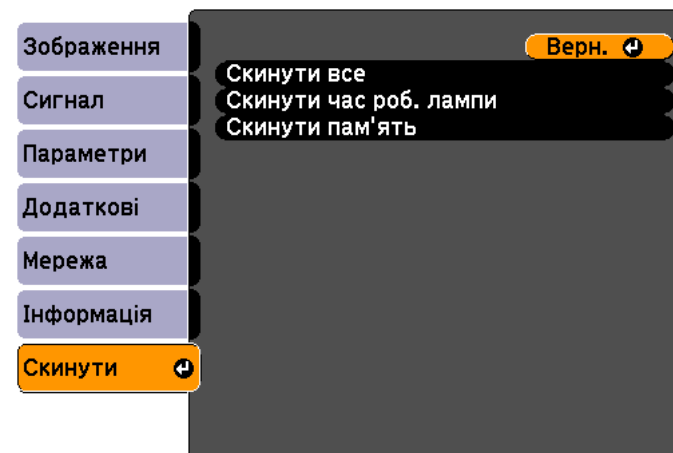 Зображення
Сигнал
Параметри
Додаткові
Мережа
Інформація
Скинути
Верн.
Скинути все
Скинути час роб. лампи
Скинути пам'ять